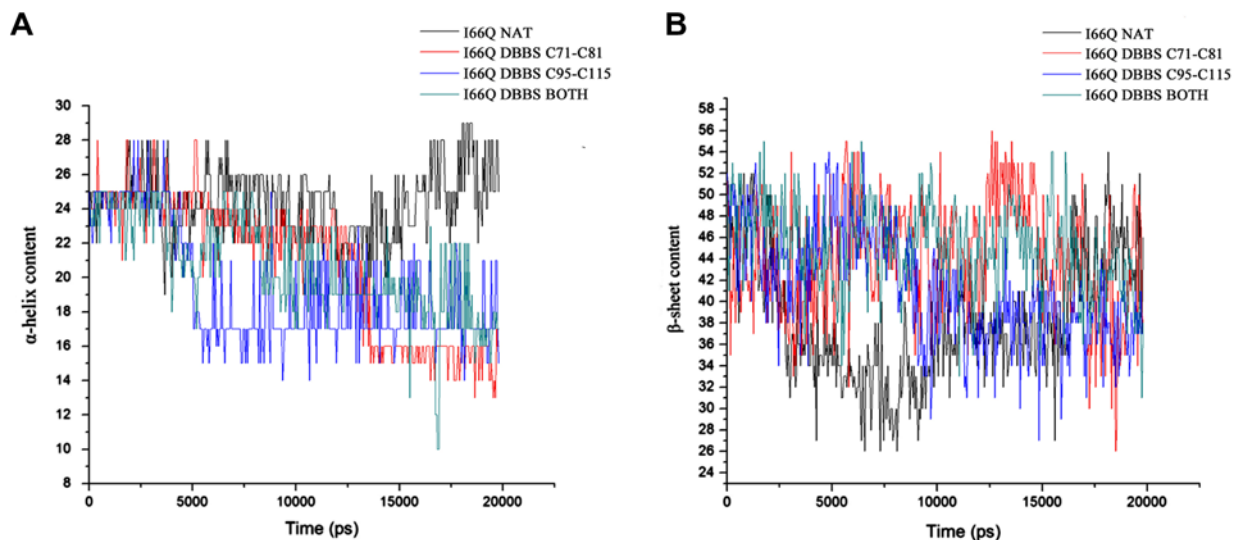 A
I66Q NAT
I66Q DBBS C71-C81
I66Q DBBS C95-C115
I66Q DBBS BOTH
30
28
26
24
22
20
18
16
14
12
10
8
α-helix content
0
5000
10000
15000
20000
Time (ps)
B
I66Q NAT
I66Q DBBS C71-C81
I66Q DBBS C95-C115
I66Q DBBS BOTH
58
56
54
52
50
48
46
44
42
40
38
36
34
32
30
28
26
24
β-sheet content
0
5000
10000
15000
20000
Time (ps)